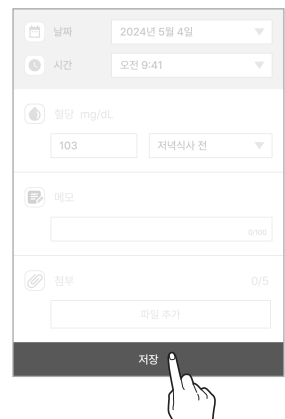 날짜 2024년 5월 4일
시간 오전 9:41
혈당 mg/dL
103 저녁식사 전
메모
0/100
첨부 0/5
파일 추가
저장